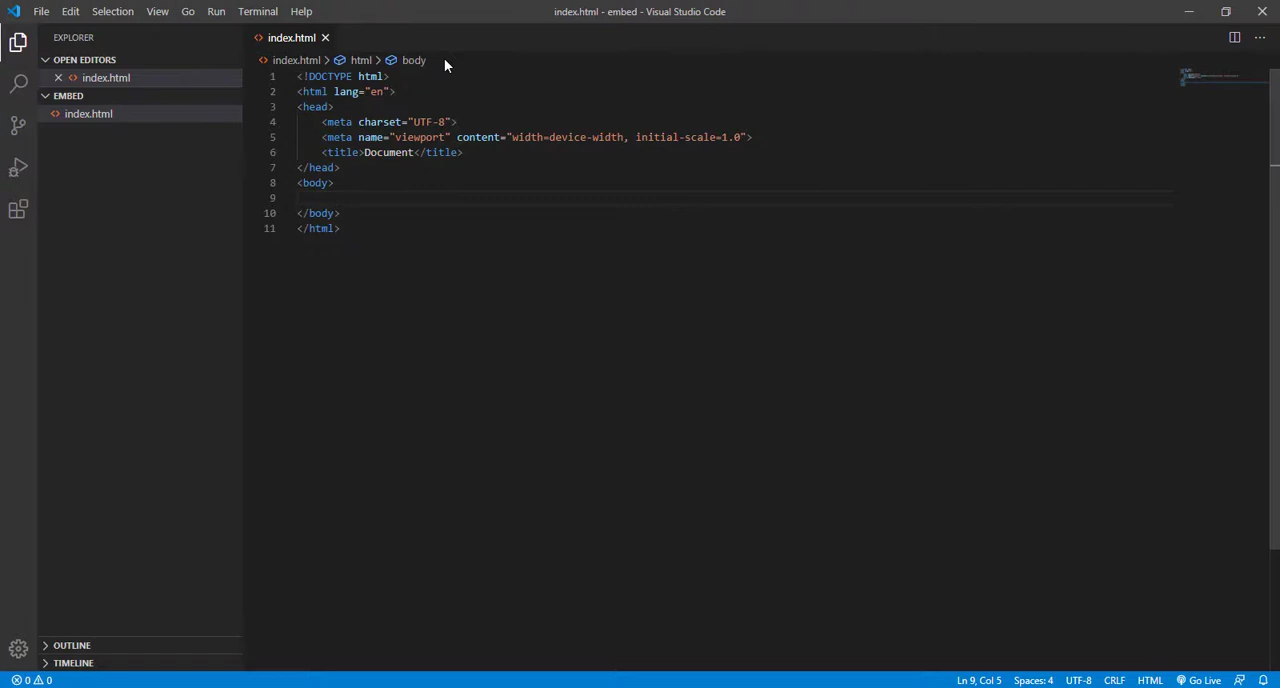 File Edit Selection View Go Run Terminal Help index.html - embed - Visual Studio Code
EXPLORER
OPEN EDITORS
index.html
EMBED
index.html
OUTLINE
TIMELINE
index.html
index.html > html > body
1 <!DOCTYPE html>
2 <html lang="en">
3 <head>
4 <meta charset="UTF-8">
5 <meta name="viewport" content="width=device-width, initial-scale=1.0">
6 <title>Document</title>
7 </head>
8 <body>
9
10 </body>
11 </html>
0 0 Ln 9, Col 5 Spaces: 4 UTF-8 CRLF HTML Go Live